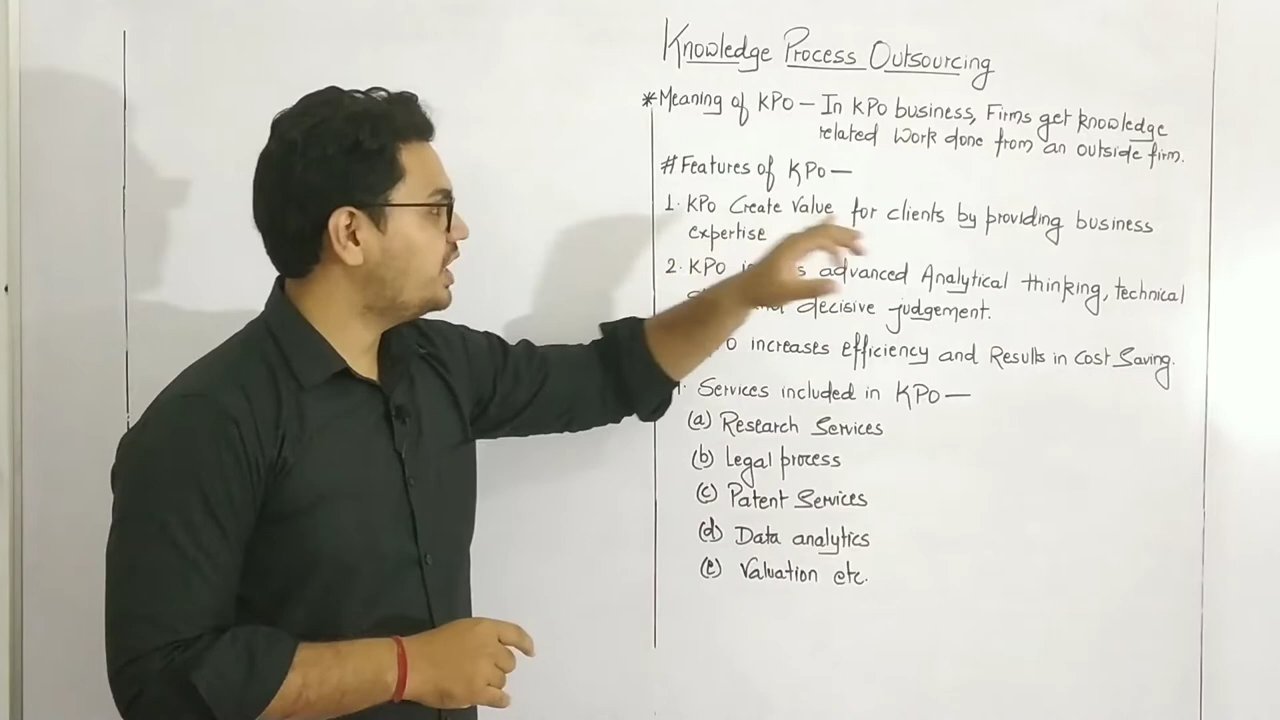 Knowledge Process Outsourcing
*Meaning of KPO – In KPO business, Firms get knowledge
related work done from an outside firm.
# Features of KPO –
1. KPO Create Value for clients by providing business
expertise
2. KPO advanced Analytical thinking, technical
decisive judgement.
increases efficiency and Results in Cost Saving.
Services included in KPO –
(a) Research Services
(b) Legal process
(c) Patent Services
(d) Data analytics
(e) Valuation etc.